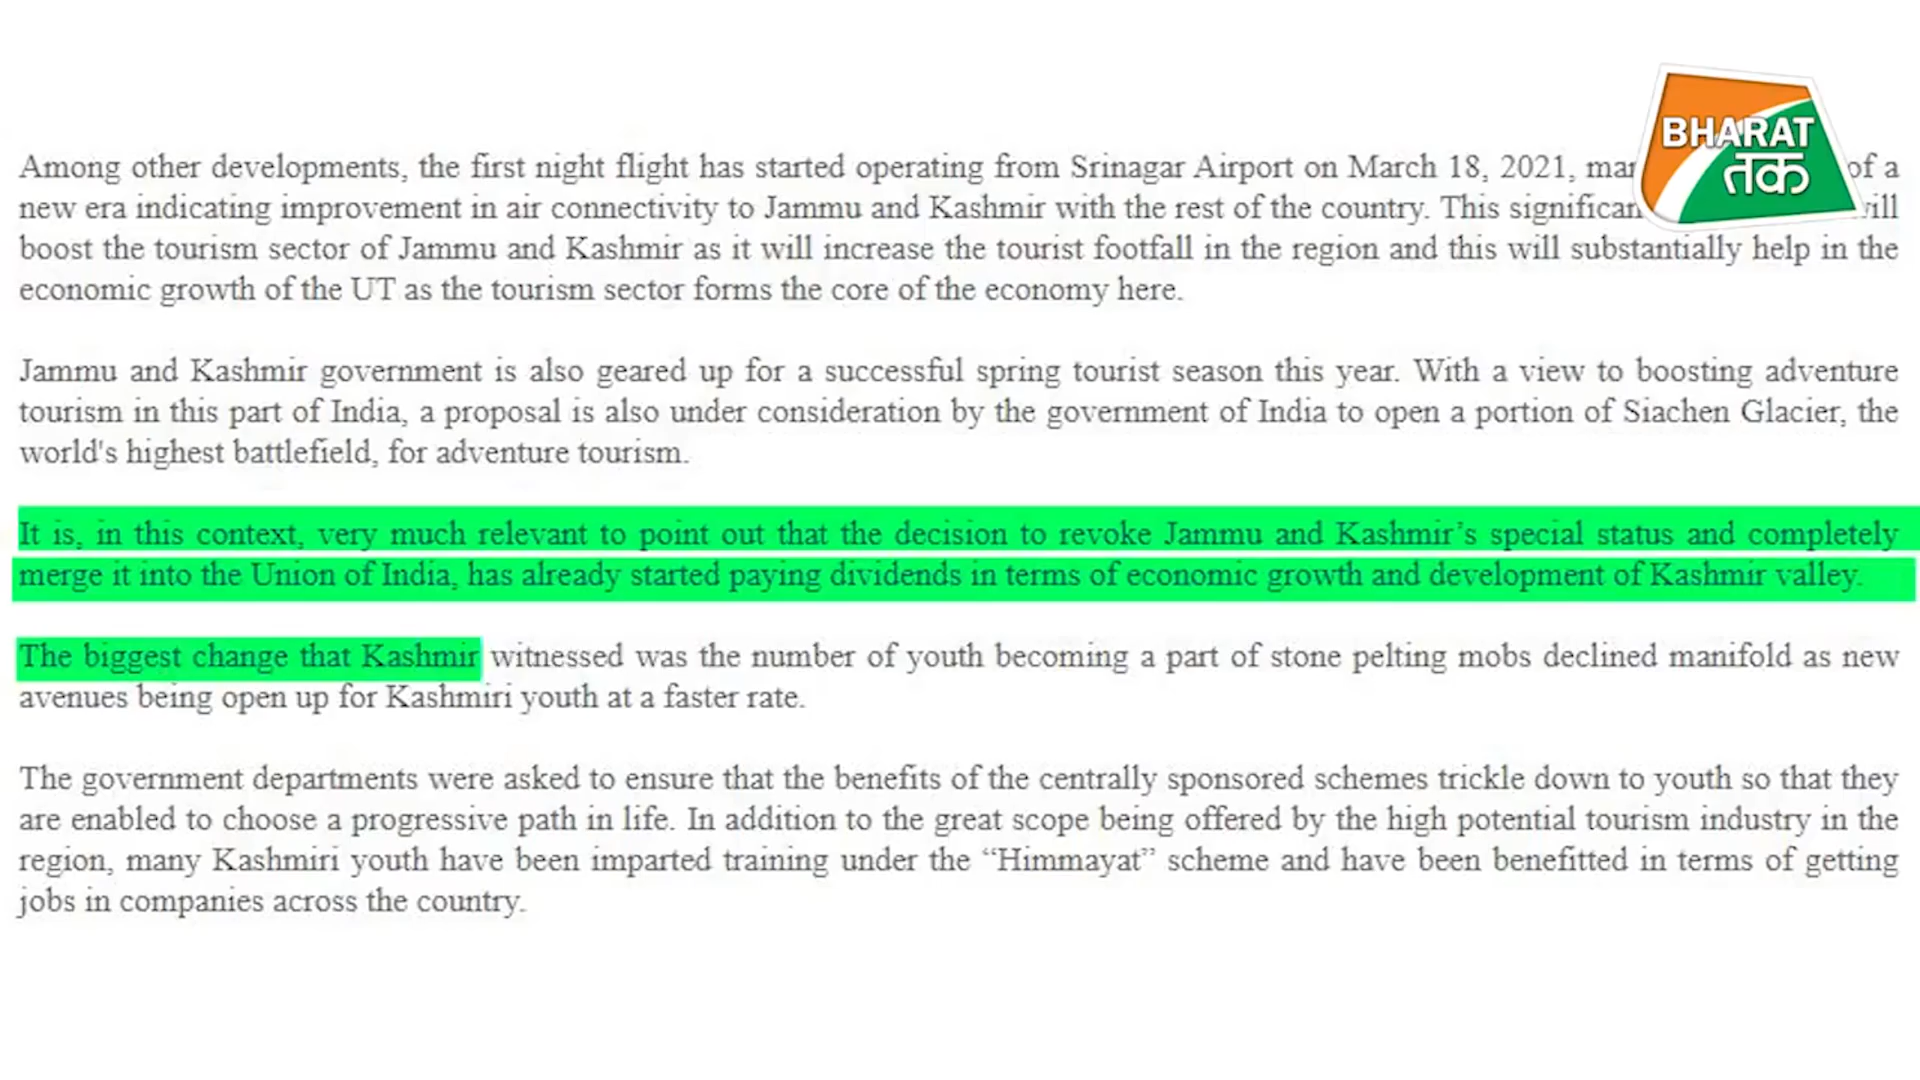 BHARAT
तक
Among other developments, the first night flight has started operating from Srinagar Airport on March 18, 2021, of a
new era indicating improvement in air connectivity to Jammu and Kashmir with the rest of the country. This will
boost the tourism sector of Jammu and Kashmir as it will increase the tourist footfall in the region and this will substantially help in the
economic growth of the UT as the tourism sector forms the core of the economy here.
Jammu and Kashmir government is also geared up for a successful spring tourist season this year. With a view to boosting adventure
tourism in this part of India, a proposal is also under consideration by the government of India to open a portion of Siachen Glacier, the
world's highest battlefield, for adventure tourism.
It is, in this context, very much relevant to point out that the decision to revoke Jammu and Kashmir’s special status and completely
merge it into the Union of India, has already started paying dividends in terms of economic growth and development of Kashmir valley.
The biggest change that Kashmir witnessed was the number of youth becoming a part of stone pelting mobs declined manifold as new
avenues being open up for Kashmiri youth at a faster rate.
The government departments were asked to ensure that the benefits of the centrally sponsored schemes trickle down to youth so that they
are enabled to choose a progressive path in life. In addition to the great scope being offered by the high potential tourism industry in the
region, many Kashmiri youth have been imparted training under the “Himmayat” scheme and have been benefitted in terms of getting
jobs in companies across the country.